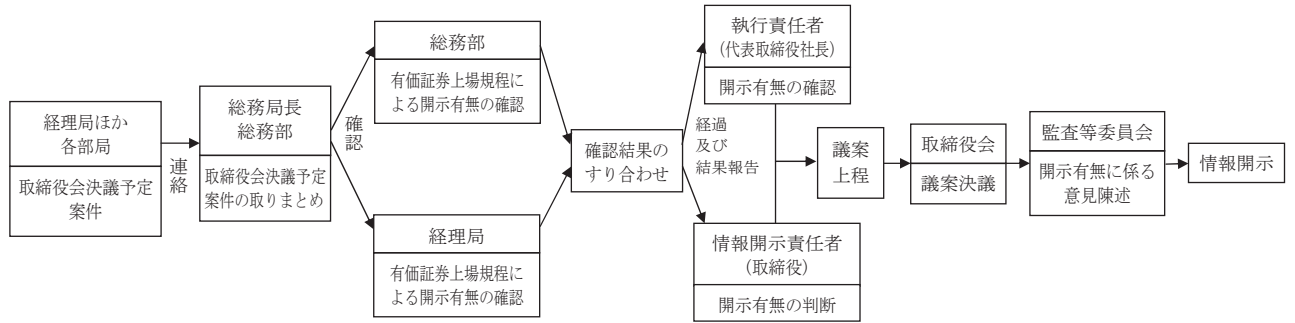 経理局ほか
各部局
取締役会決議予定
案件
連絡
総務局長
総務部
取締役会決議予定
案件の取りまとめ
確認
総務部
有価証券上場規程に
よる開示有無の確認
経理局
有価証券上場規程に
よる開示有無の確認
確認結果の
すり合わせ
経過
及び
結果報告
執行責任者
（代表取締役社長）
開示有無の確認
情報開示責任者
（取締役）
開示有無の判断
議案
上程
取締役会
議案決議
監査等委員会
開示有無に係る
意見陳述
情報開示